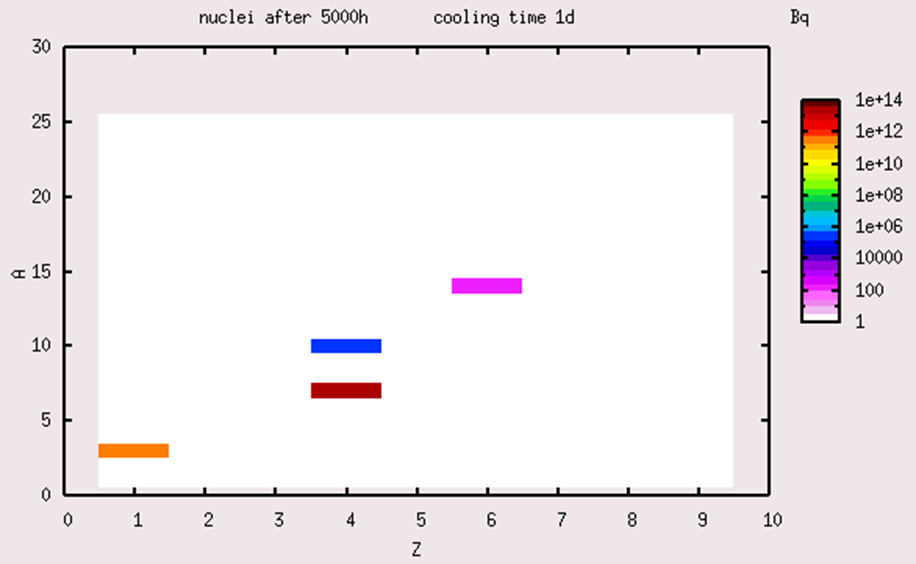 nuclei after 5000h cooling time 1d Bq
30
25
20
15
10
5
0
A
0 1 2 3 4 5 6 7 8 9 10
Z
1e+14
1e+12
1e+10
1e+08
1e+06
10000
100
1